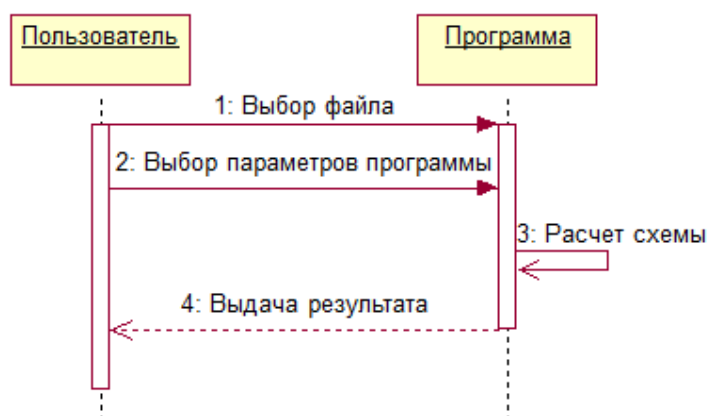 Пользователь
Программа
1: Выбор файла
2: Выбор параметров программы
3: Расчет схемы
4: Выдача результата